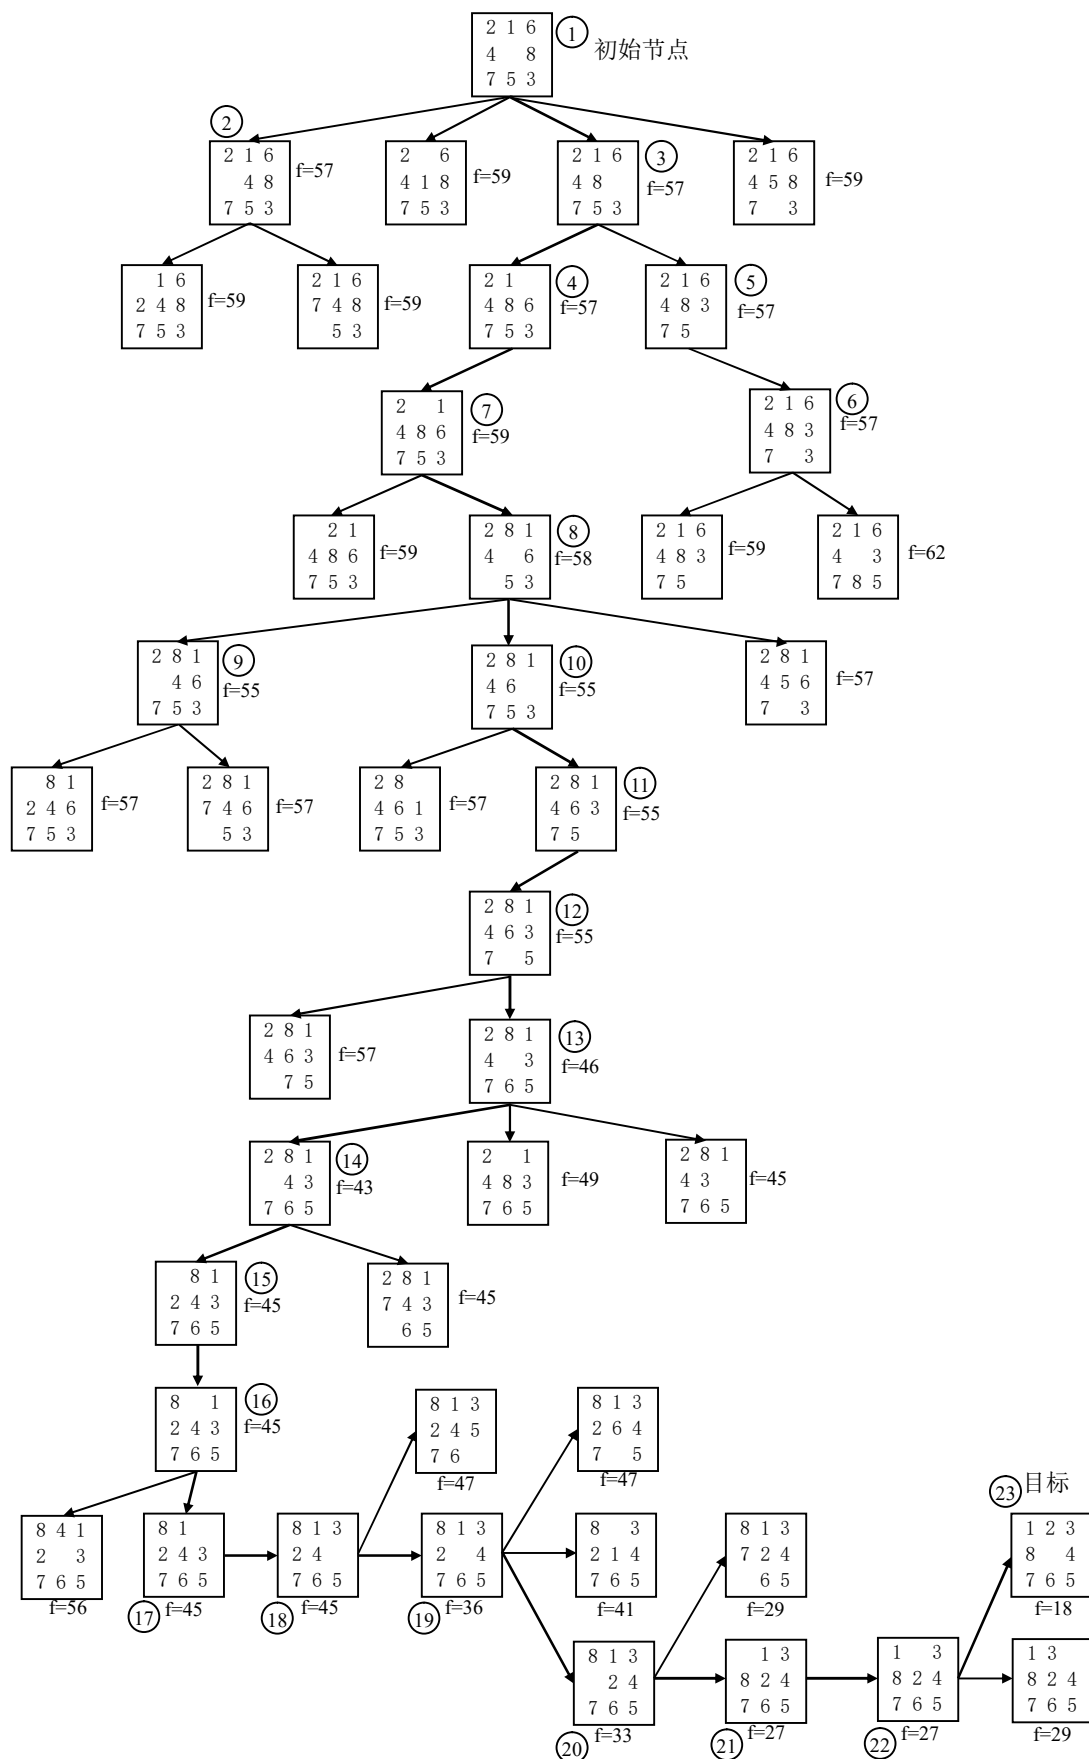 2 1 6
① 初始节点
4 8
7 5 3
②
2 1 6
4 8
7 5 3
f=57
2 6
4 1 8
7 5 3
f=59
2 1 6
4 8
7 5 3
③
f=57
2 1 6
4 5 8
7 3
f=59
1 6
2 4 8
7 5 3
f=59
2 1 6
7 4 8
5 3
f=59
2 1
4 8 6
7 5 3
④
f=57
2 1 6
4 8 3
7 5
⑤
f=57
2 1
4 8 6
7 5 3
⑦
f=59
2 1 6
4 8 3
7 3
⑥
f=57
2 1
4 8 6
7 5 3
f=59
2 8 1
4 6
5 3
⑧
f=58
2 1 6
4 8 3
7 5
f=59
2 1 6
4 3
7 8 5
f=62
2 8 1
4 6
7 5 3
⑨
f=55
2 8 1
4 6
7 5 3
⑩
f=55
2 8 1
4 5 6
7 3
f=57
8 1
2 4 6
7 5 3
f=57
2 8 1
7 4 6
5 3
f=57
2 8
4 6 1
7 5 3
f=57
2 8 1
4 6 3
7 5
⑪
f=55
2 8 1
4 6 3
7 5
⑫
f=55
2 8 1
4 6 3
7 5
f=57
2 8 1
4 3
7 6 5
⑬
f=46
2 8 1
4 3
7 6 5
⑭
f=43
2 1
4 8 3
7 6 5
f=49
2 8 1
4 3
7 6 5
f=45
8 1
2 4 3
7 6 5
⑮
f=45
2 8 1
7 4 3
6 5
f=45
8 1
2 4 3
7 6 5
⑯
f=45
8 1 3
2 4 5
7 6
f=47
8 1 3
2 6 4
7 5
f=47
8 4 1
2 3
7 6 5
f=56
8 1
2 4 3
7 6 5
⑰ f=45
8 1 3
2 4
7 6 5
⑱ f=45
8 1 3
2 4
7 6 5
⑲ f=36
8 3
2 1 4
7 6 5
f=41
8 1 3
7 2 4
6 5
f=29
㉓ 目标
1 2 3
8 4
7 6 5
f=18
8 1 3
2 4
7 6 5
⑳ f=33
1 3
8 2 4
7 6 5
㉑ f=27
1 3
8 2 4
7 6 5
㉒ f=27
1 3
8 2 4
7 6 5
f=29